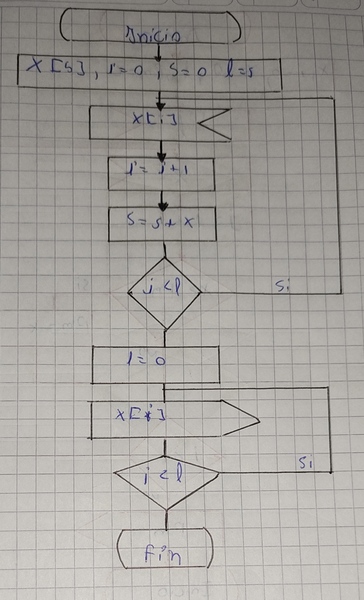 Inicio
X[5], i=0, S=0 l=5
X[i]
i=i+1
S=S+X
i<l
Si
i=0
X[i]
i<l
Si
Fin